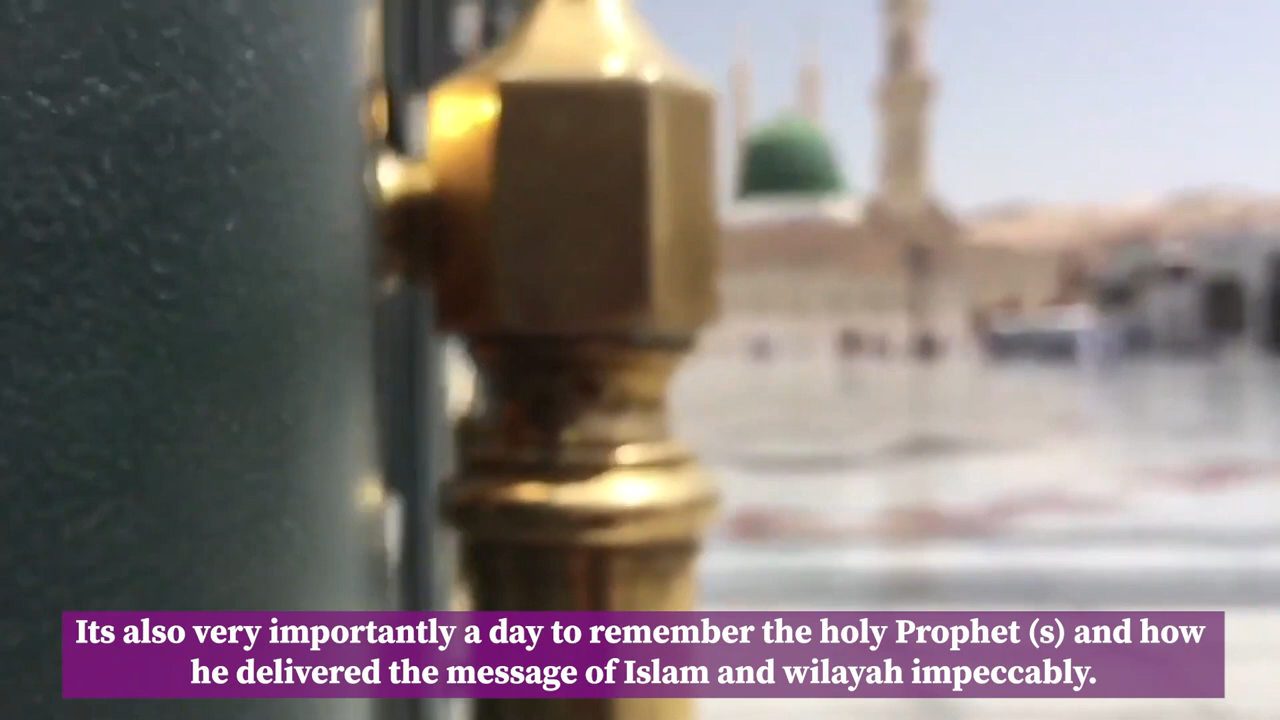 Its also very importantly a day to remember the holy Prophet (s) and how
he delivered the message of Islam and wilayah impeccably.